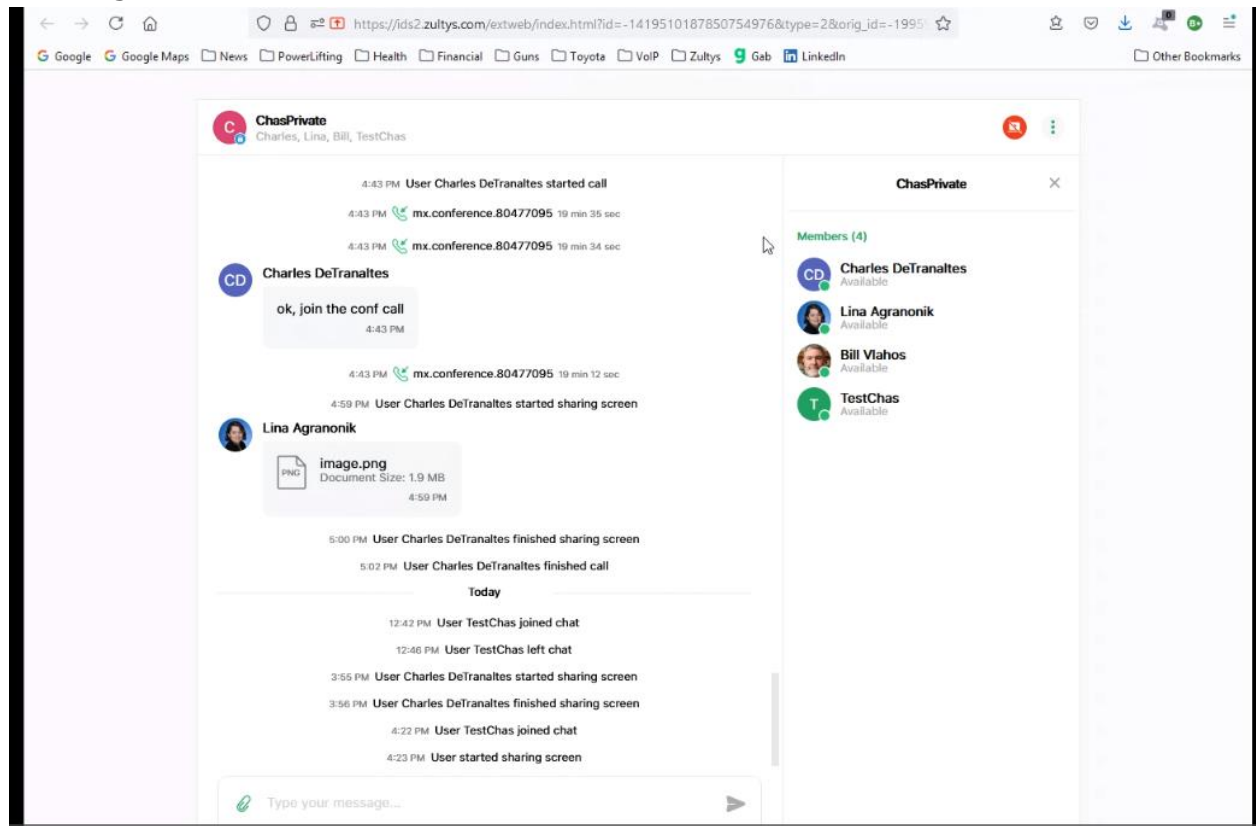 https://ids2.zultys.com/extweb/index.html?id=-1419510187850754976&type=2&orig_id=-1995
0
Google Google Maps News PowerLifting Health Financial Guns Toyota VoIP Zultys Gab LinkedIn Other Bookmarks
C
ChasPrivate
Charles, Lina, Bill, TestChas
4:43 PM User Charles DeTranaltes started call
4:43 PM mx.conference.80477095 19 min 35 sec
4:43 PM mx.conference.80477095 19 min 34 sec
CD Charles DeTranaltes
ok, join the conf call
4:43 PM
4:43 PM mx.conference.80477095 19 min 12 sec
4:59 PM User Charles DeTranaltes started sharing screen
Lina Agranonik
PNG image.png
Document Size: 1.9 MB
4:59 PM
5:00 PM User Charles DeTranaltes finished sharing screen
5:02 PM User Charles DeTranaltes finished call
Today
12:42 PM User TestChas joined chat
12:46 PM User TestChas left chat
3:55 PM User Charles DeTranaltes started sharing screen
3:56 PM User Charles DeTranaltes finished sharing screen
4:22 PM User TestChas joined chat
4:23 PM User started sharing screen
Type your message...
ChasPrivate
Members (4)
CD Charles DeTranaltes
Available
Lina Agranonik
Available
Bill Vlahos
Available
T TestChas
Available